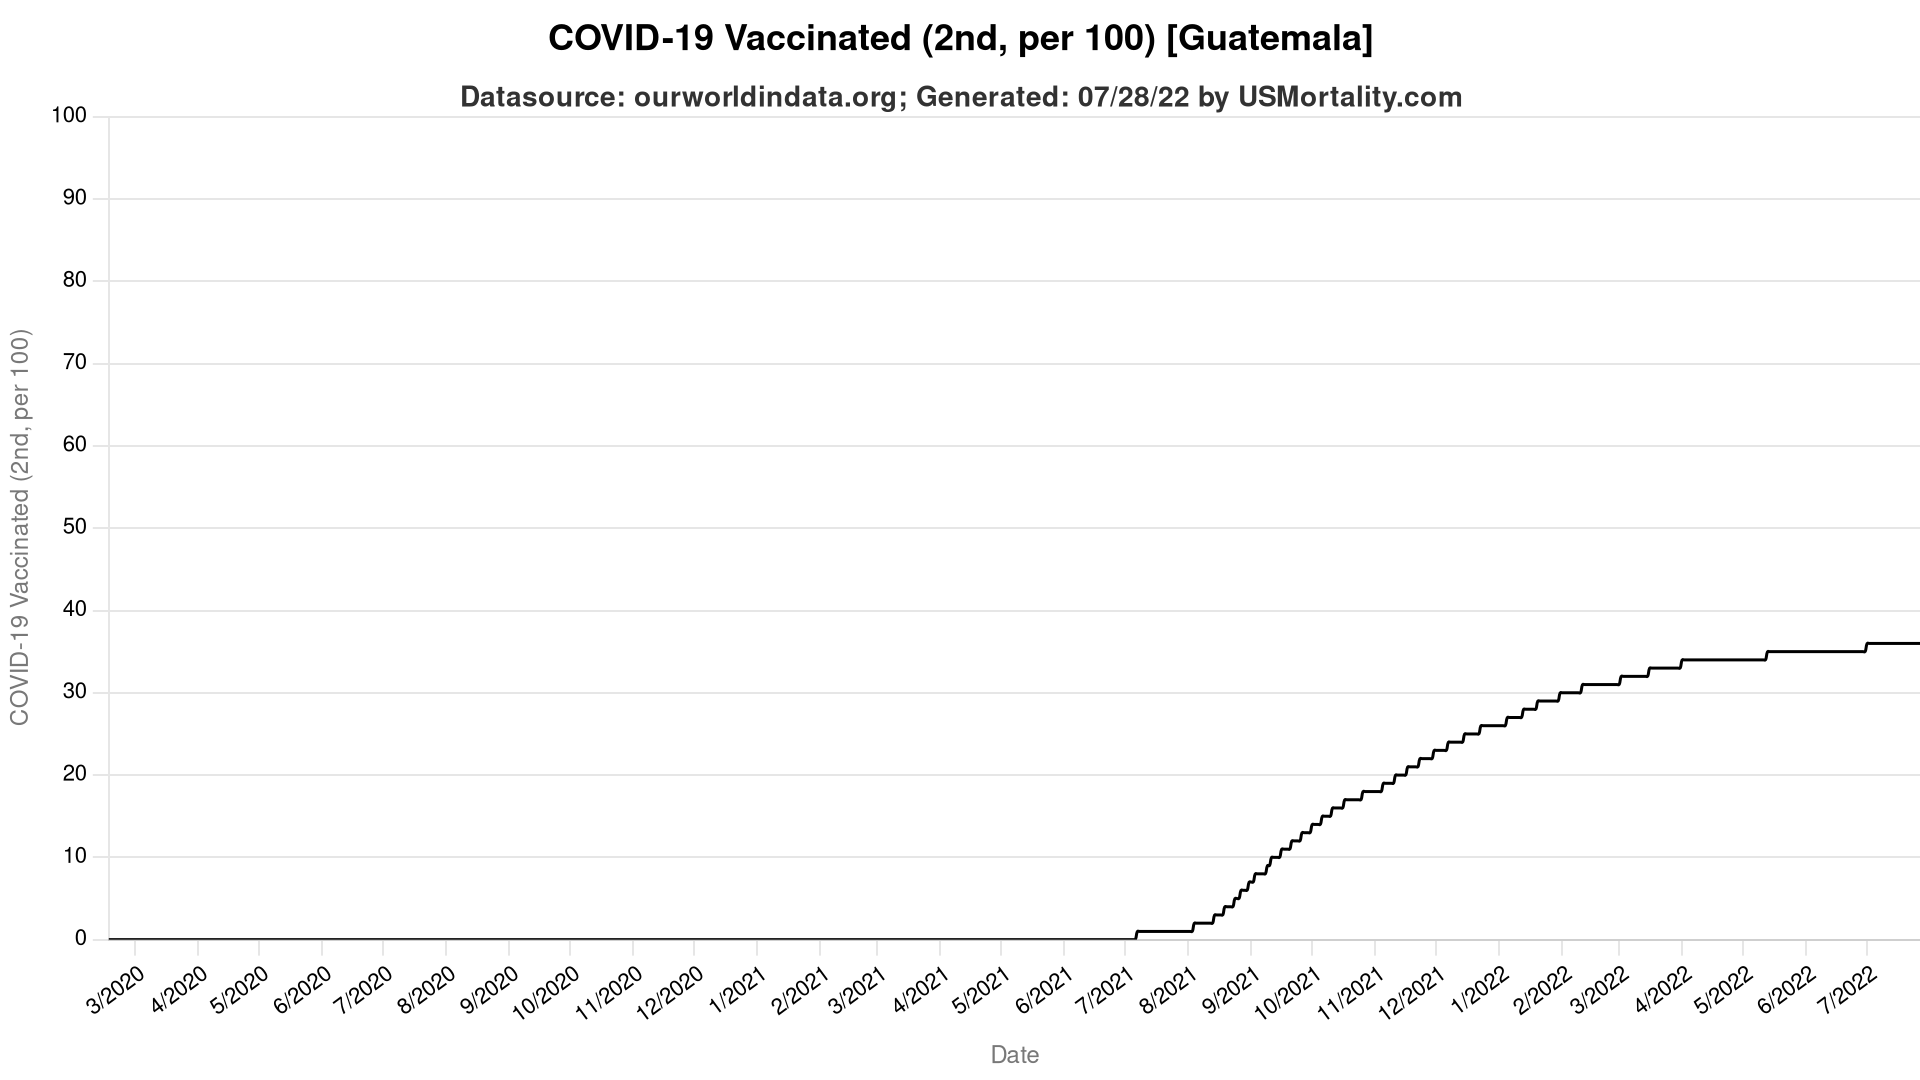 COVID-19 Vaccinated (2nd, per 100) [Guatemala]
Datasource: ourworldindata.org; Generated: 07/28/22 by USMortality.com
COVID-19 Vaccinated (2nd, per 100)
100
90
80
70
60
50
40
30
20
10
0
3/2020 4/2020 5/2020 6/2020 7/2020 8/2020 9/2020 10/2020 11/2020 12/2020 1/2021 2/2021 3/2021 4/2021 5/2021 6/2021 7/2021 8/2021 9/2021 10/2021 11/2021 12/2021 1/2022 2/2022 3/2022 4/2022 5/2022 6/2022 7/2022
Date